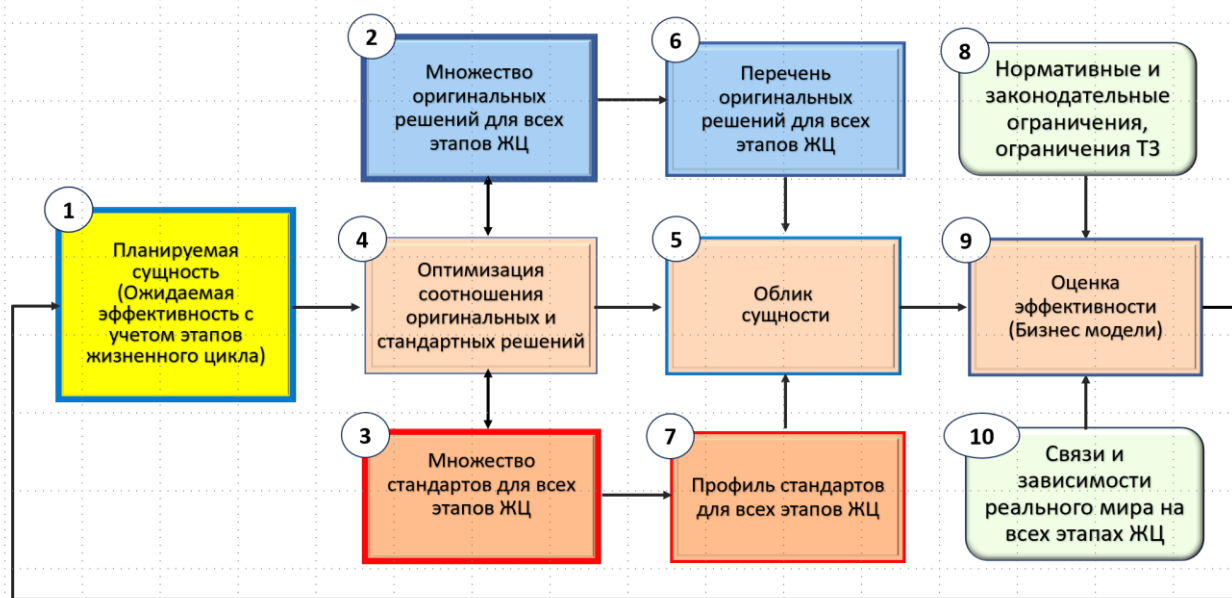 2
Множество
оригинальных
решений для всех
этапов ЖЦ
6
Перечень
оригинальных
решений для всех
этапов ЖЦ
8
Нормативные и
законодательные
ограничения,
ограничения ТЗ
1
Планируемая
сущность
(Ожидаемая
эффективность с
учетом этапов
жизненного цикла)
4
Оптимизация
соотношения
оригинальных и
стандартных решений
5
Облик
сущности
9
Оценка
эффективности
(Бизнес модели)
3
Множество
стандартов для всех
этапов ЖЦ
7
Профиль стандартов
для всех этапов ЖЦ
10
Связи и
зависимости
реального мира на
всех этапах ЖЦ